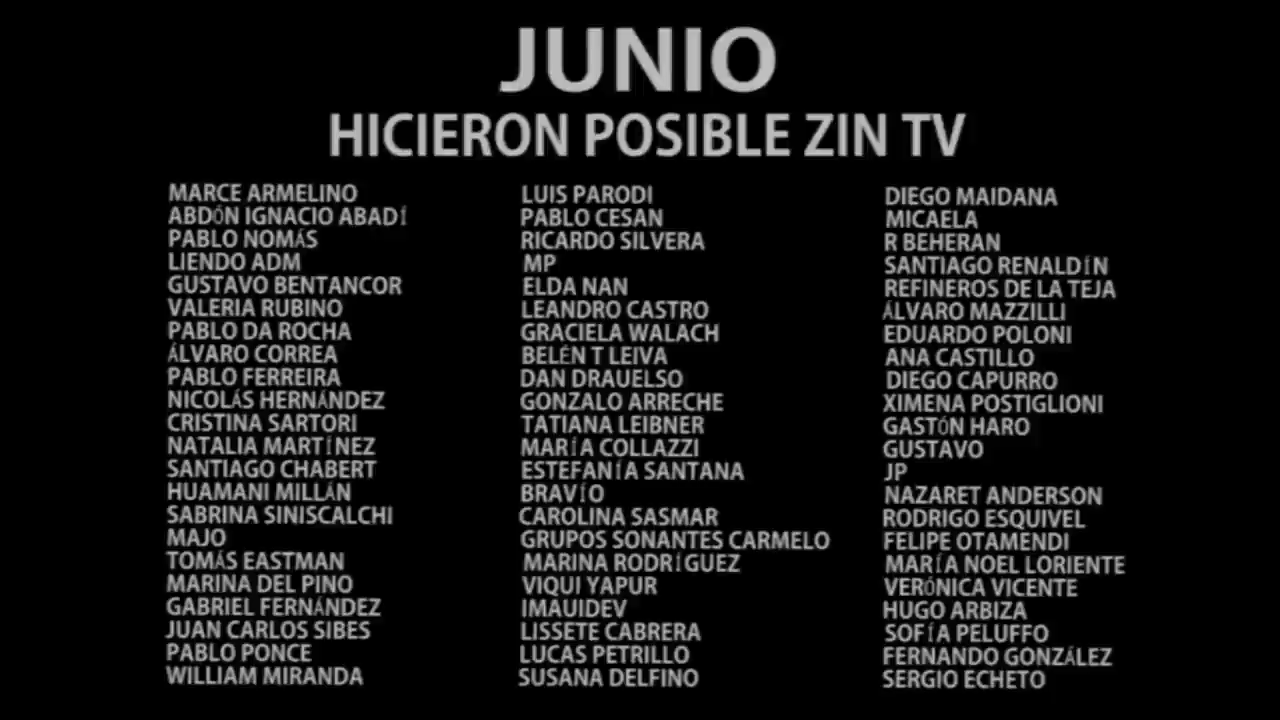 JUNIO
HICIERON POSIBLE ZIN TV
MARCE ARMELINO
ABDÓN IGNACIO ABADÍ
PABLO NOMÁS
LIENDO ADM
GUSTAVO BENTANCOR
VALERIA RUBINO
PABLO DA ROCHA
ÁLVARO CORREA
PABLO FERREIRA
NICOLÁS HERNÁNDEZ
CRISTINA SARTORI
NATALIA MARTÍNEZ
SANTIAGO CHABERT
HUAMANI MILLÁN
SABRINA SINISCALCHI
MAJO
TOMÁS EASTMAN
MARINA DEL PINO
GABRIEL FERNÁNDEZ
JUAN CARLOS SIBES
PABLO PONCE
WILLIAM MIRANDA
LUIS PARODI
PABLO CESAN
RICARDO SILVERA
MP
ELDA NAN
LEANDRO CASTRO
GRACIELA WALACH
BELÉN T LEIVA
DAN DRAUELSO
GONZALO ARRECHE
TATIANA LEIBNER
MARÍA COLLAZZI
ESTEFANÍA SANTANA
BRAVÍO
CAROLINA SASMAR
GRUPOS SONANTES CARMELO
MARINA RODRÍGUEZ
VIQUI YAPUR
IMAUIDEV
LISSETE CABRERA
LUCAS PETRILLO
SUSANA DELFINO
DIEGO MAIDANA
MICAELA
R BEHERAN
SANTIAGO RENALDÍN
REFINEROS DE LA TEJA
ÁLVARO MAZZILLI
EDUARDO POLONI
ANA CASTILLO
DIEGO CAPURRO
XIMENA POSTIGLIONI
GASTÓN HARO
GUSTAVO
JP
NAZARET ANDERSON
RODRIGO ESQUIVEL
FELIPE OTAMENDI
MARÍA NOEL LORIENTE
VERÓNICA VICENTE
HUGO ARBIZA
SOFÍA PELUFFO
FERNANDO GONZÁLEZ
SERGIO ECHETO